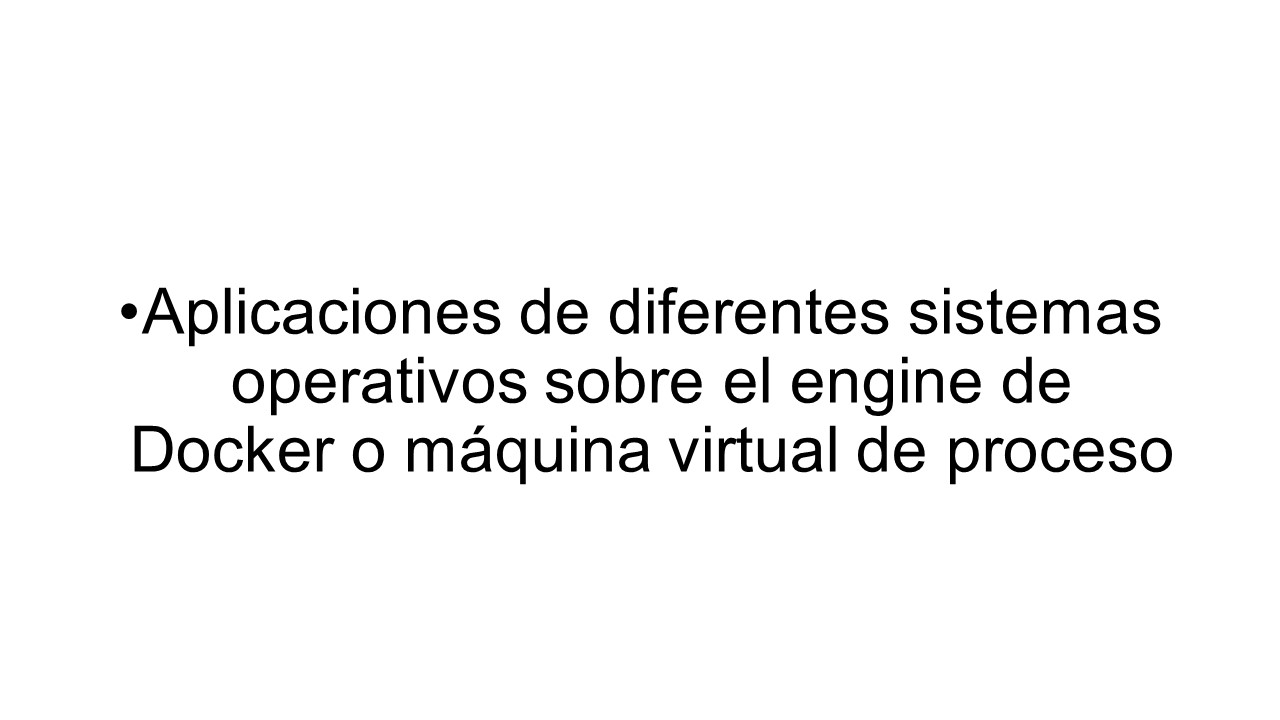 •Aplicaciones de diferentes sistemas
operativos sobre el engine de
Docker o máquina virtual de proceso